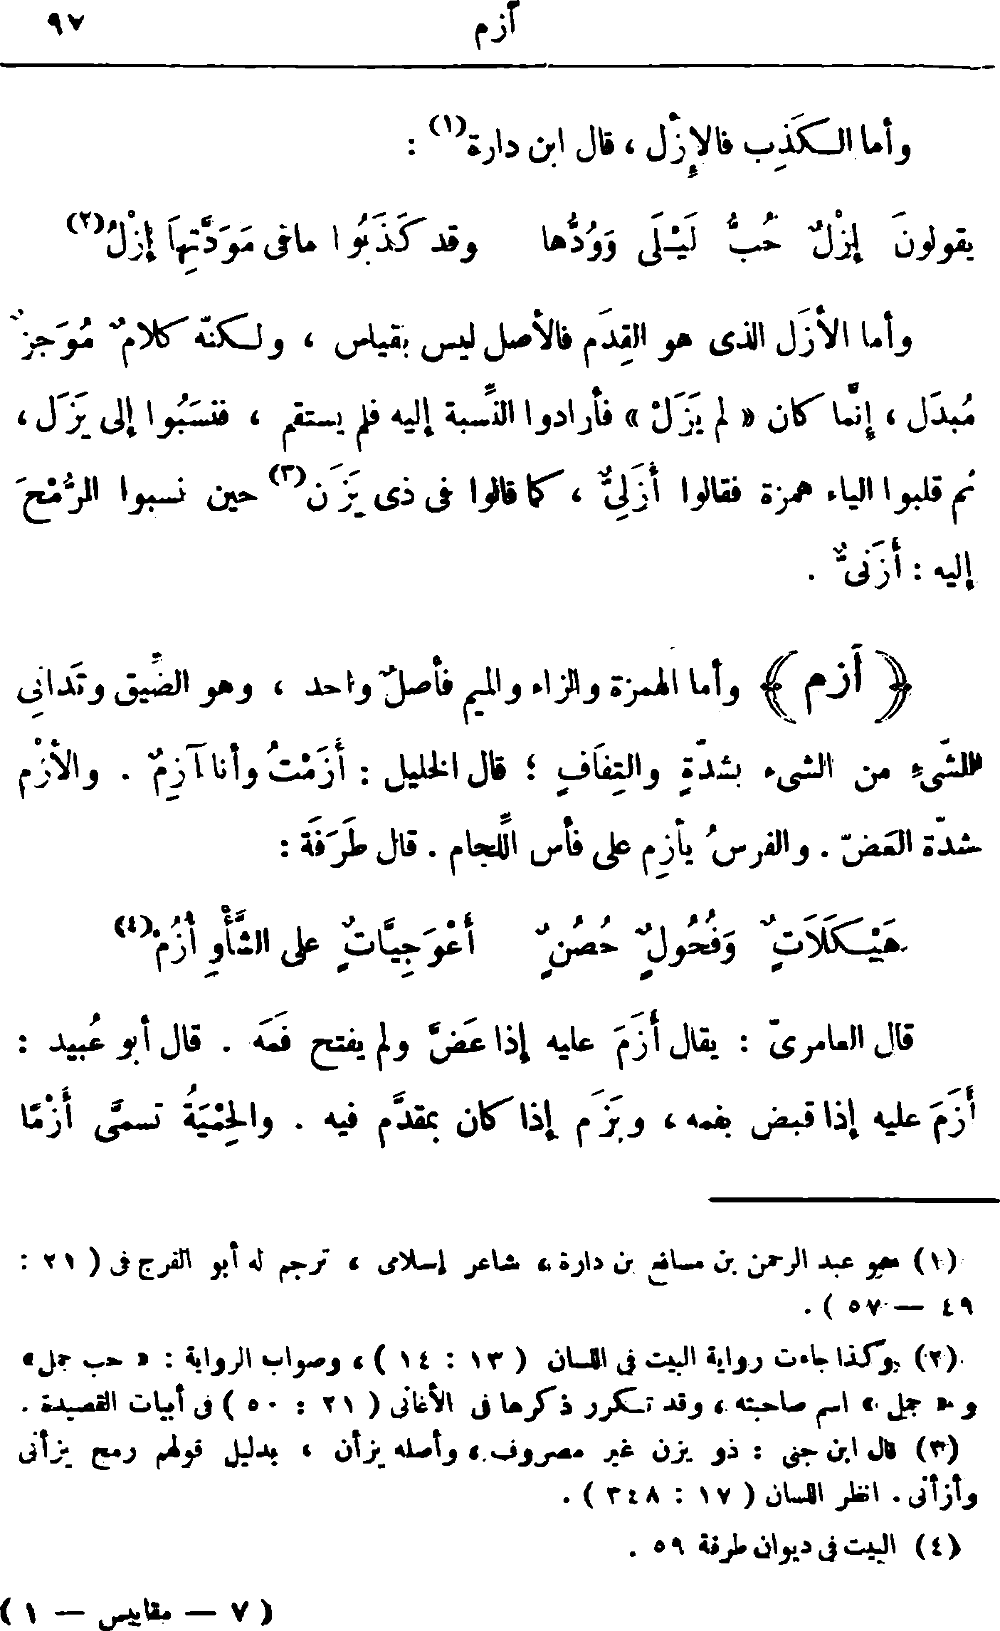 أزم ٩٧
وأما الكَذِب فالإِزْل ، قال ابن دارة(١) :
يقولونَ إِزْلٌ حُبُّ لَيْلَى وَوُدُّها وقد كَذَبُوا ما فى مَوَدَّتِهَا إِزْلُ(٢)
وأما الأَزَل الذى هو القِدَم فالأصل ليس بقياس ، ولكنّه كلامٌ مُوجَزٌ
مُبدَل ، إنَّما كان « لم يَزَلْ » فأرادوا النِّسبة إليه فلم يستقم ، فنسَبُوا إلى يَزَل ،
ثم قلبوا الياء همزة فقالوا أَزَلِىٌّ ، كما قالوا فى ذى يَزَن(٣) حين نسبوا الرُّمْحَ
إليه : أَزَنىٌّ .
﴿ أزم ﴾ وأما الهمزة والزاء والميم فأصلٌ واحد ، وهو الضِّيق وتَدانِى
الشّىءِ من الشىء بشدّةٍ والتِفَافٍ ؛ قال الخليل : أَزَمْتُ وأنا آزِمٌ . والأزْم
شدّة العَضّ . والفرسُ يأزِم على فأس اللِّجام . قال طَرَفَة :
هَيْكَلَاتٌ وَفُحُولٌ حُصُنٌ أَعْوَجِيَّاتٌ على الشَّأْوِ أُزُمْ(٤)
قال العامرىّ : يقال أَزَمَ عليه إذا عَضَّ ولم يفتح فَمَه . قال أبو عُبيد :
أَزَمَ عليه إذا قبض بفمه ، وبَزَم إذا كان بمقدَّم فيه . والحِمْيَةُ تسمَّى أَزْمًا
(١) هو عبد الرحمن بن مسافع بن دارة ، شاعر إسلامى ، ترجم له أبو الفرج فى ( ٢١ :
٤٩ — ٥٧ ) .
(٢) وكذا جاءت رواية البيت فى اللسان ( ١٣ : ١٤ ) ، وصواب الرواية : « حب جمل »
و « جمل » اسم صاحبته ، وقد تكرر ذكرها فى الأغانى ( ٢١ : ٥٠ ) فى أبيات القصيدة .
(٣) قال ابن جنى : ذو يزن غير مصروف ، وأصله يزأن ، بدليل قولهم رمح يزأنى
وأزأنى . انظر اللسان ( ١٧ : ٣٤٨ ) .
(٤) البيت فى ديوان طرفة ٥٩ .
( ٧ — مقاييس — ١ )